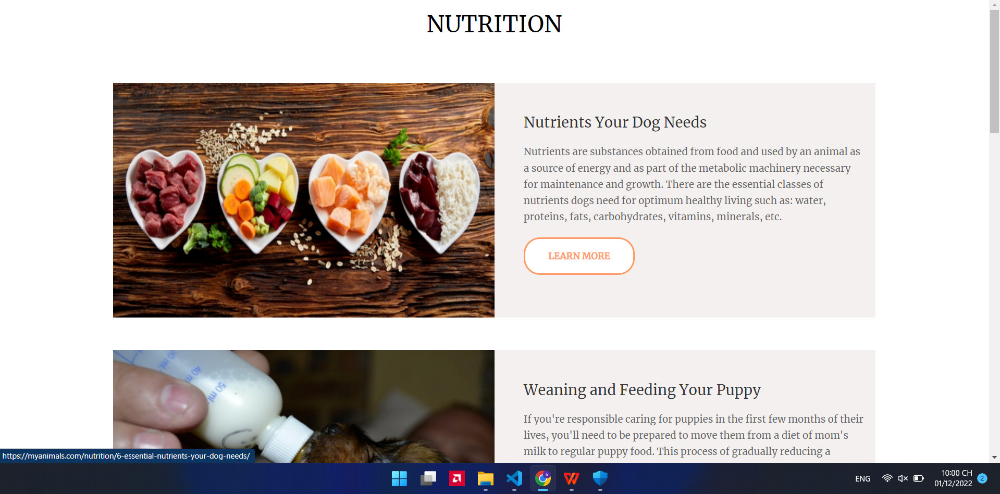 NUTRITION
Nutrients Your Dog Needs
Nutrients are substances obtained from food and used by an animal as
a source of energy and as part of the metabolic machinery necessary
for maintenance and growth. There are the essential classes of
nutrients dogs need for optimum healthy living such as: water,
proteins, fats, carbohydrates, vitamins, minerals, etc.
LEARN MORE
30 ml
40 ml
50 ml
Weaning and Feeding Your Puppy
If you're responsible caring for puppies in the first few months of their
lives, you'll need to be prepared to move them from a diet of mom's
milk to regular puppy food. This process of gradually reducing a
https://myanimals.com/nutrition/6-essential-nutrients-your-dog-needs/
h
ENG
10:00 CH
01/12/2022
2